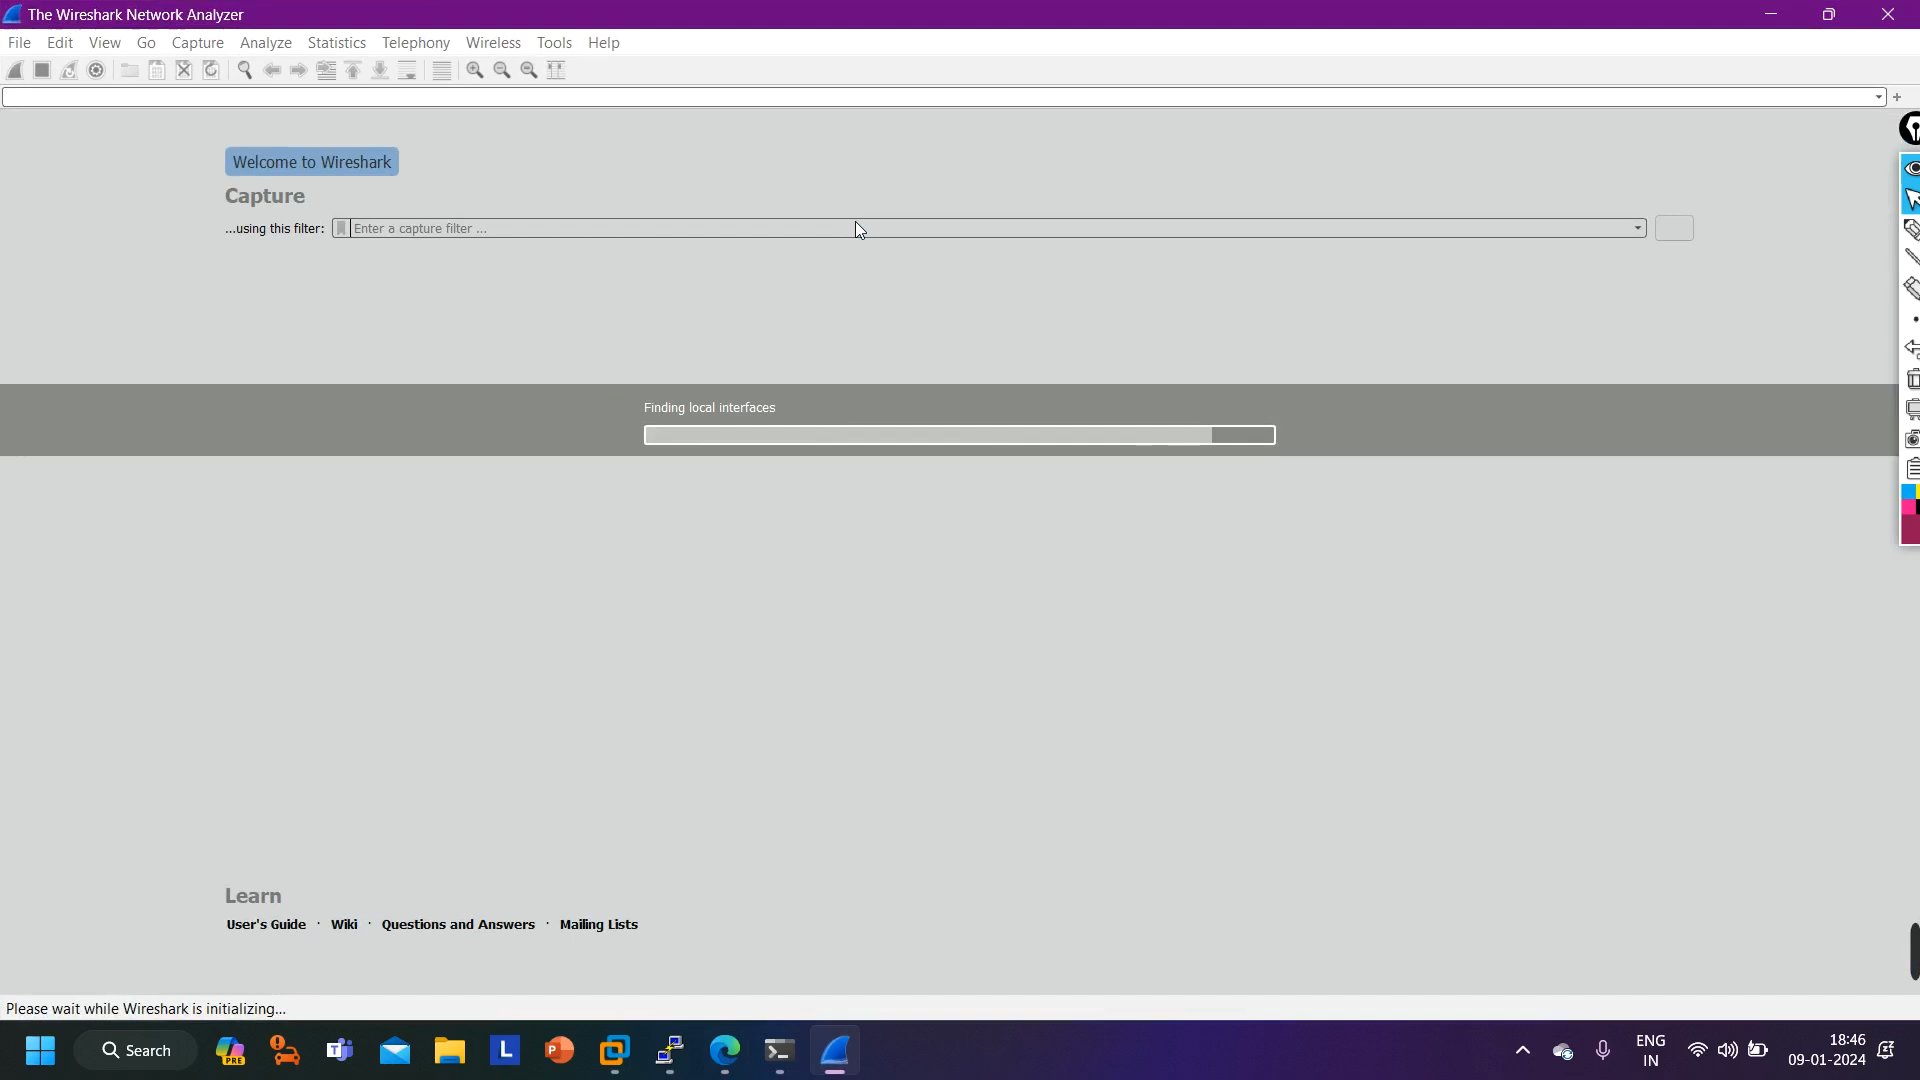 The Wireshark Network Analyzer
File Edit View Go Capture Analyze Statistics Telephony Wireless Tools Help
Welcome to Wireshark
Capture
...using this filter: Enter a capture filter ...
Finding local interfaces
Learn
User's Guide · Wiki · Questions and Answers · Mailing Lists
Please wait while Wireshark is initializing...
Search
PRE
L
P
ENG
IN
18:46
09-01-2024